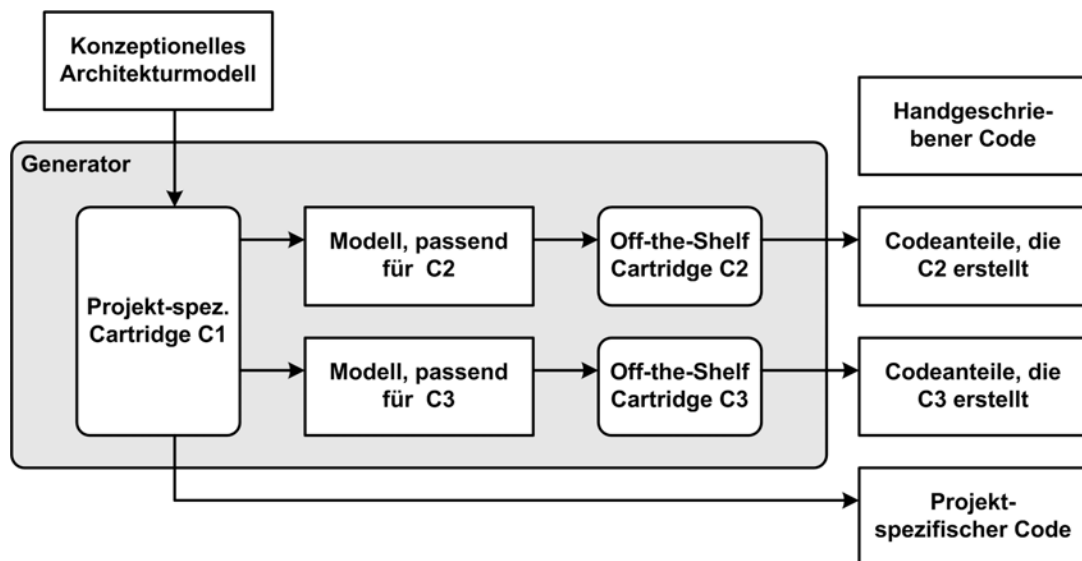 Konzeptionelles
Architekturmodell
Handgeschrie-
bener Code
Generator
Projekt-spez.
Cartridge C1
Modell, passend
für C2
Off-the-Shelf
Cartridge C2
Codeanteile, die
C2 erstellt
Modell, passend
für C3
Off-the-Shelf
Cartridge C3
Codeanteile, die
C3 erstellt
Projekt-
spezifischer Code